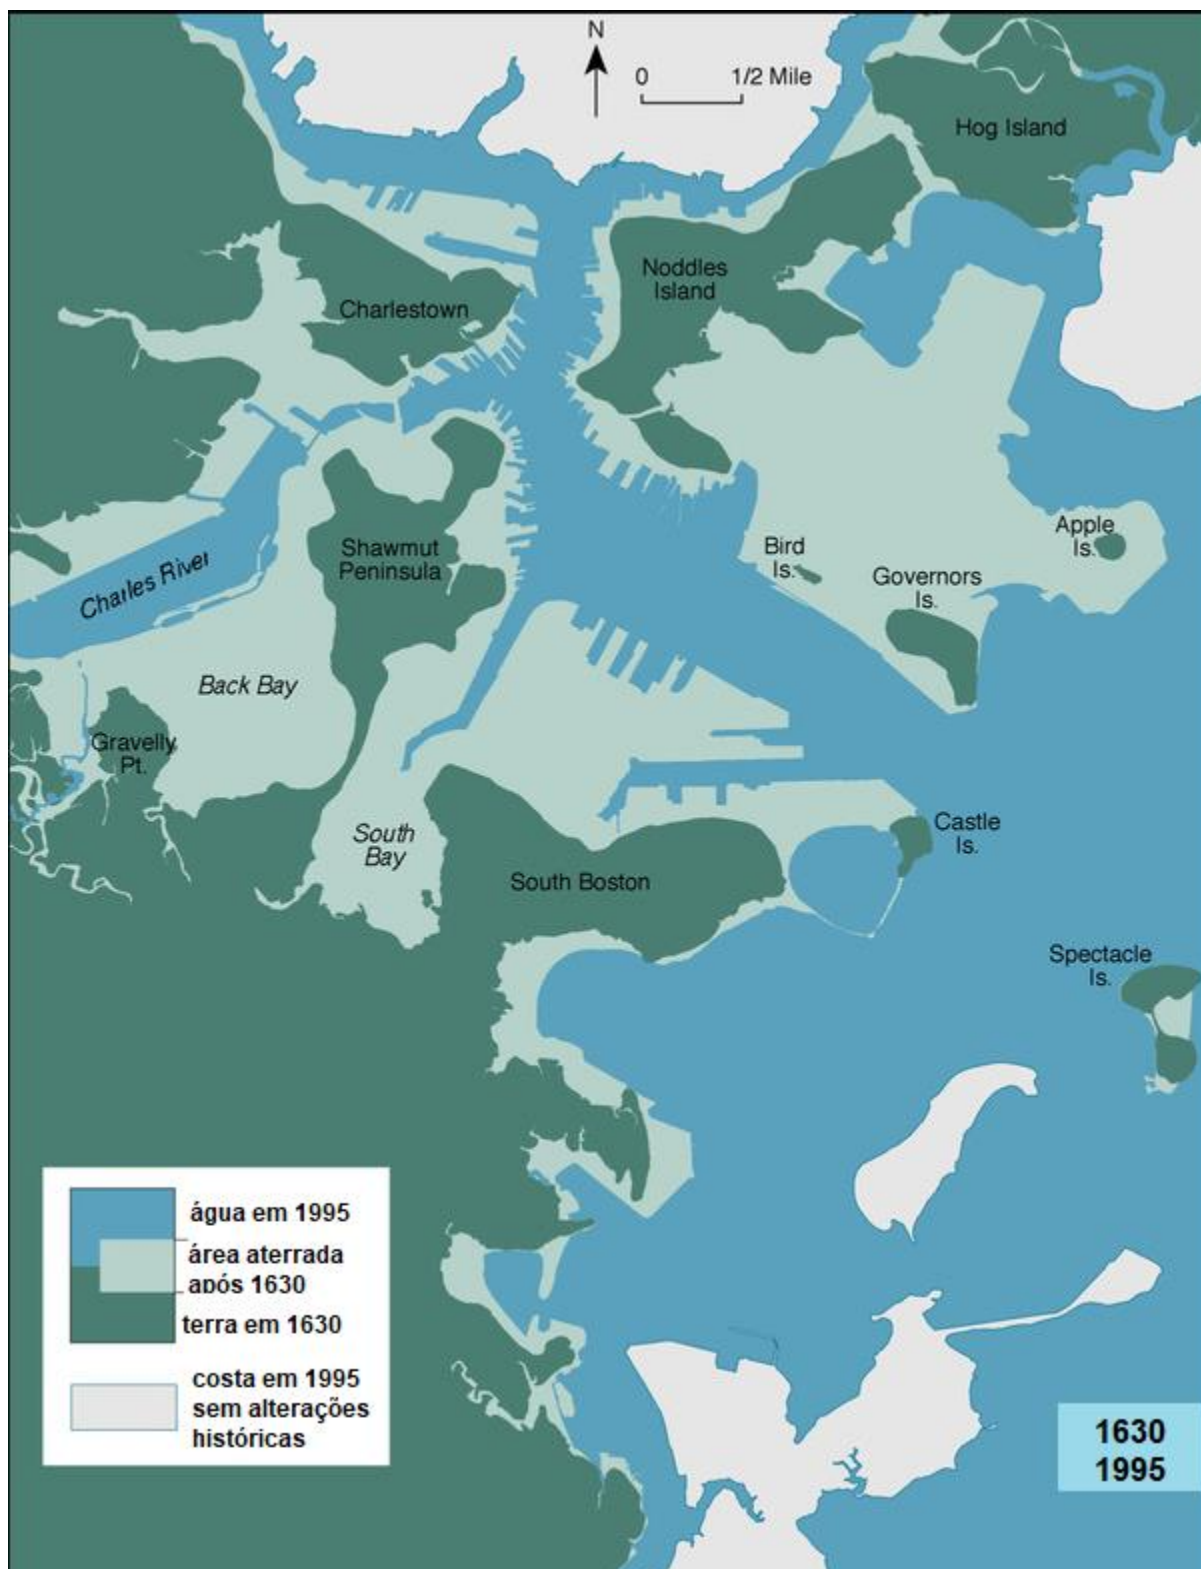 N
0
1/2 Mile
Hog Island
Noddles
Island
Charlestown
Apple
Is.
Bird
Is.
Shawmut
Peninsula
Governors
Is.
Charles River
Back Bay
Gravelly
Pt.
South
Bay
Castle
Is.
South Boston
Spectacle
Is.
água em 1995
área aterrada
após 1630
terra em 1630
costa em 1995
sem alterações
históricas
1630
1995